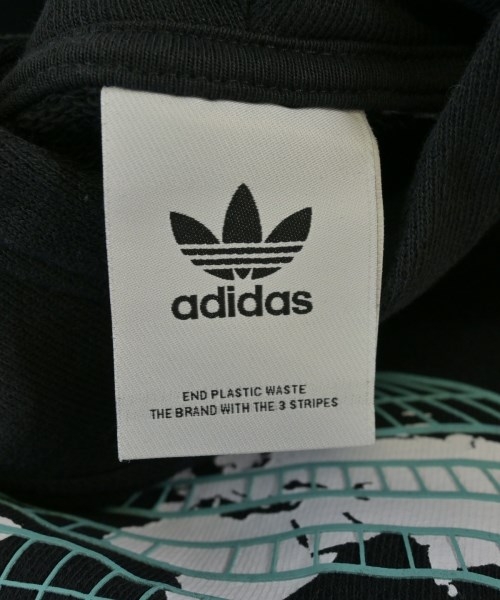 adidas
END PLASTIC WASTE
THE BRAND WITH THE 3 STRIPES